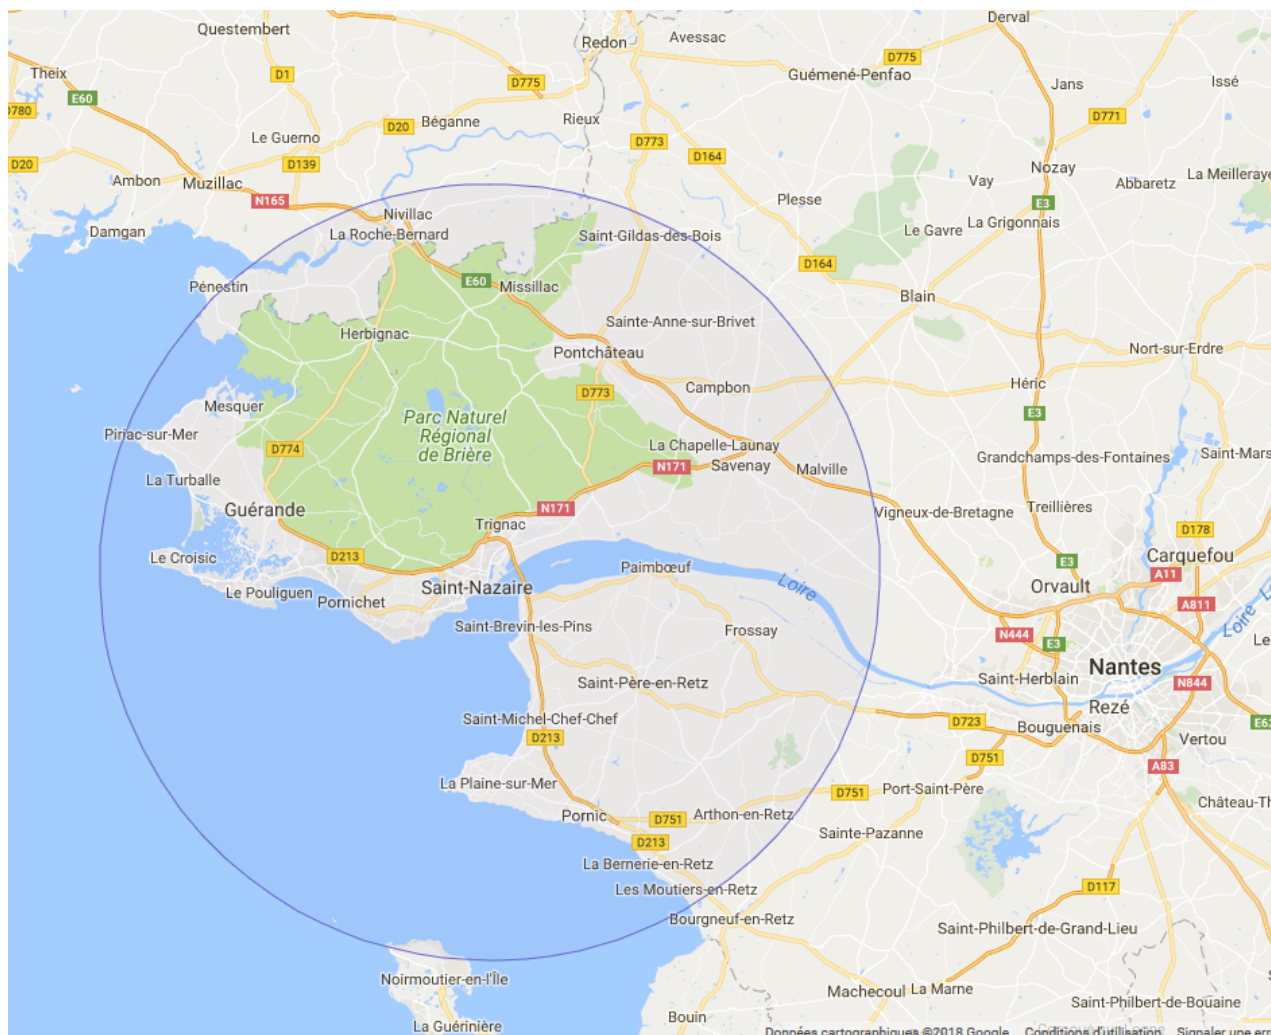 Derval
Questembert
Redon
Avessac
D775
Guémené-Penfao
Theix
D1
D775
Jans
Issé
E60
D780
Béganne
Rieux
D771
D20
Le Guerno
D773
D164
D20
D139
Nozay
Ambon
Muzillac
Vay
Abbaretz
La Meilleraye
N165
Plesse
E3
Nivillac
La Grigonnais
Damgan
La Roche-Bernard
Saint-Gildas-des-Bois
Le Gavre
D164
Pénestin
E60
Missillac
Blain
Sainte-Anne-sur-Brivet
Herbignac
Pontchâteau
Nort-sur-Erdre
Campbon
Héric
D773
Mesquer
Parc Naturel
Régional
de Brière
E3
Piriac-sur-Mer
D774
La Chapelle-Launay
Grandchamps-des-Fontaines
Saint-Mars
N171
Savenay
Malville
La Turballe
Guérande
N171
Treillières
Vigneux-de-Bretagne
Trignac
D178
Le Croisic
D213
Carquefou
E3
Paimbœuf
A11
Saint-Nazaire
Loire
Orvault
Le Pouliguen
Pornichet
A811
Saint-Brevin-les-Pins
Frossay
N444
E3
Loire
Le
Nantes
Saint-Père-en-Retz
Saint-Herblain
N844
Rezé
Saint-Michel-Chef-Chef
D723
Bouguenais
E62
D213
Vertou
D751
A83
La Plaine-sur-Mer
D751
Port-Saint-Père
Château-Th
Pornic
D751
Arthon-en-Retz
Sainte-Pazanne
D213
La Bernerie-en-Retz
Les Moutiers-en-Retz
D117
Bourgneuf-en-Retz
Saint-Philbert-de-Grand-Lieu
Noirmoutier-en-l'Île
Machecoul
La Marne
Saint-Philbert-de-Bouaine
Bouin
La Guérinière
Données cartographiques ©2018 Google Conditions d'utilisation Signaler une err